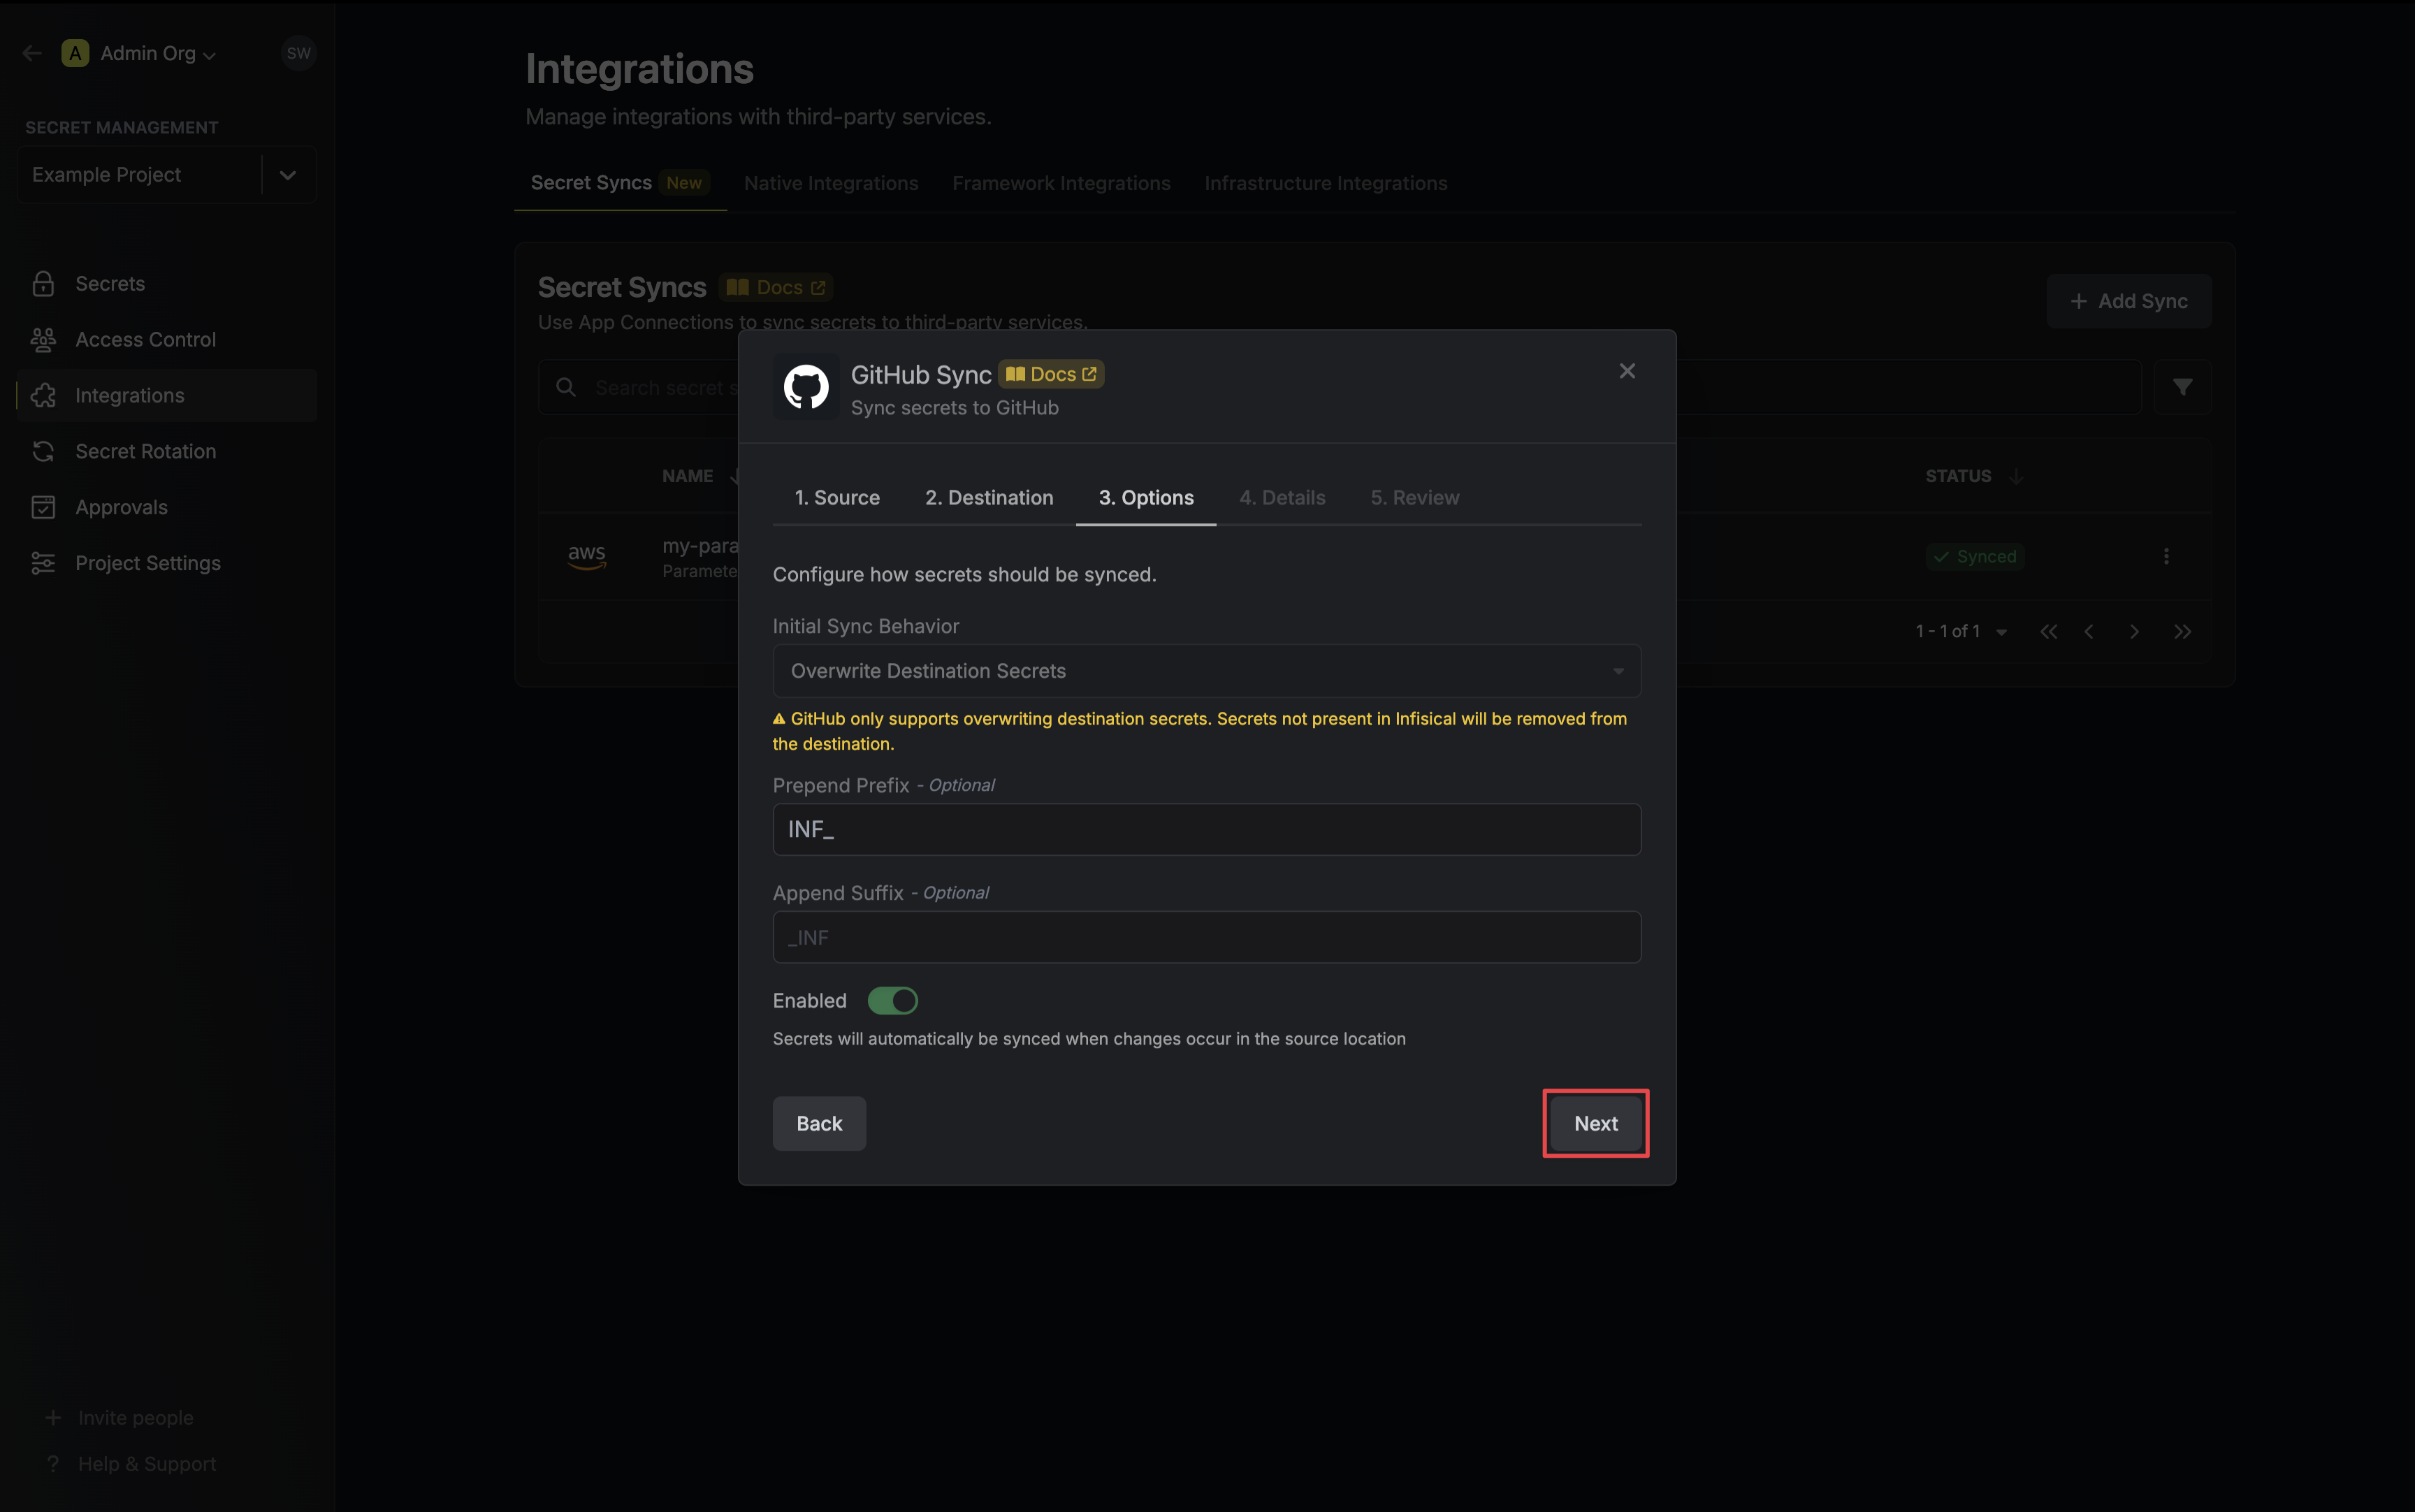 A Admin Org
SW
SECRET MANAGEMENT
Example Project
Secrets
Access Control
Integrations
Secret Rotation
Approvals
Project Settings
Invite people
Help & Support
Integrations
Manage integrations with third-party services.
Secret Syncs New Native Integrations Framework Integrations Infrastructure Integrations
Secret Syncs Docs
Use App Connections to sync secrets to third-party services.
Add Sync
Search secret s
NAME
STATUS
aws
my-para
Paramete
Synced
1 - 1 of 1
GitHub Sync Docs
Sync secrets to GitHub
1. Source 2. Destination 3. Options 4. Details 5. Review
Configure how secrets should be synced.
Initial Sync Behavior
Overwrite Destination Secrets
GitHub only supports overwriting destination secrets. Secrets not present in Infisical will be removed from
the destination.
Prepend Prefix - Optional
INF_
Append Suffix - Optional
_INF
Enabled
Secrets will automatically be synced when changes occur in the source location
Back
Next